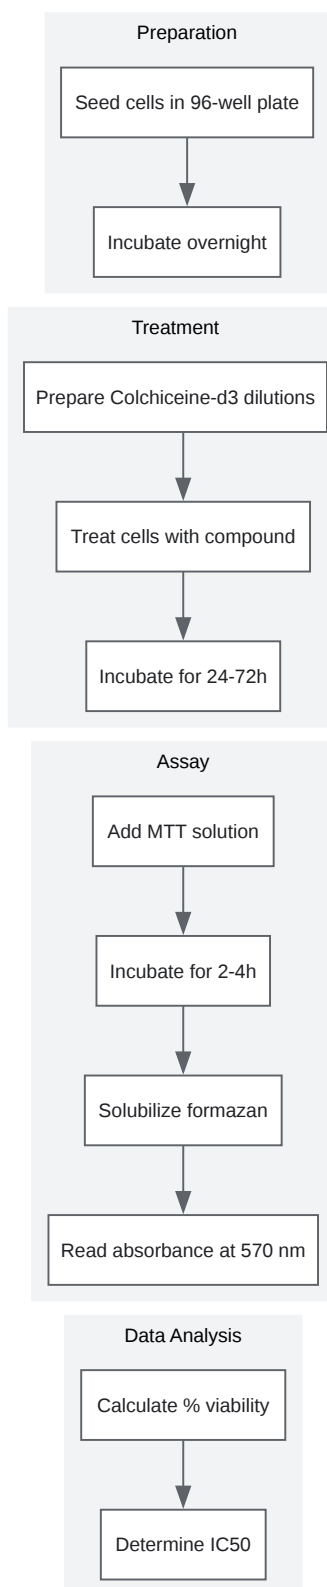 Preparation
Seed cells in 96-well plate
Incubate overnight
Treatment
Prepare Colchiceine-d3 dilutions
Treat cells with compound
Incubate for 24-72h
Assay
Add MTT solution
Incubate for 2-4h
Solubilize formazan
Read absorbance at 570 nm
Data Analysis
Calculate % viability
Determine IC50